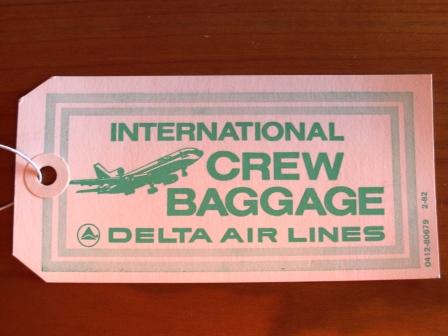 INTERNATIONAL
CREW
BAGGAGE
DELTA AIR LINES
0412-80679 2-82